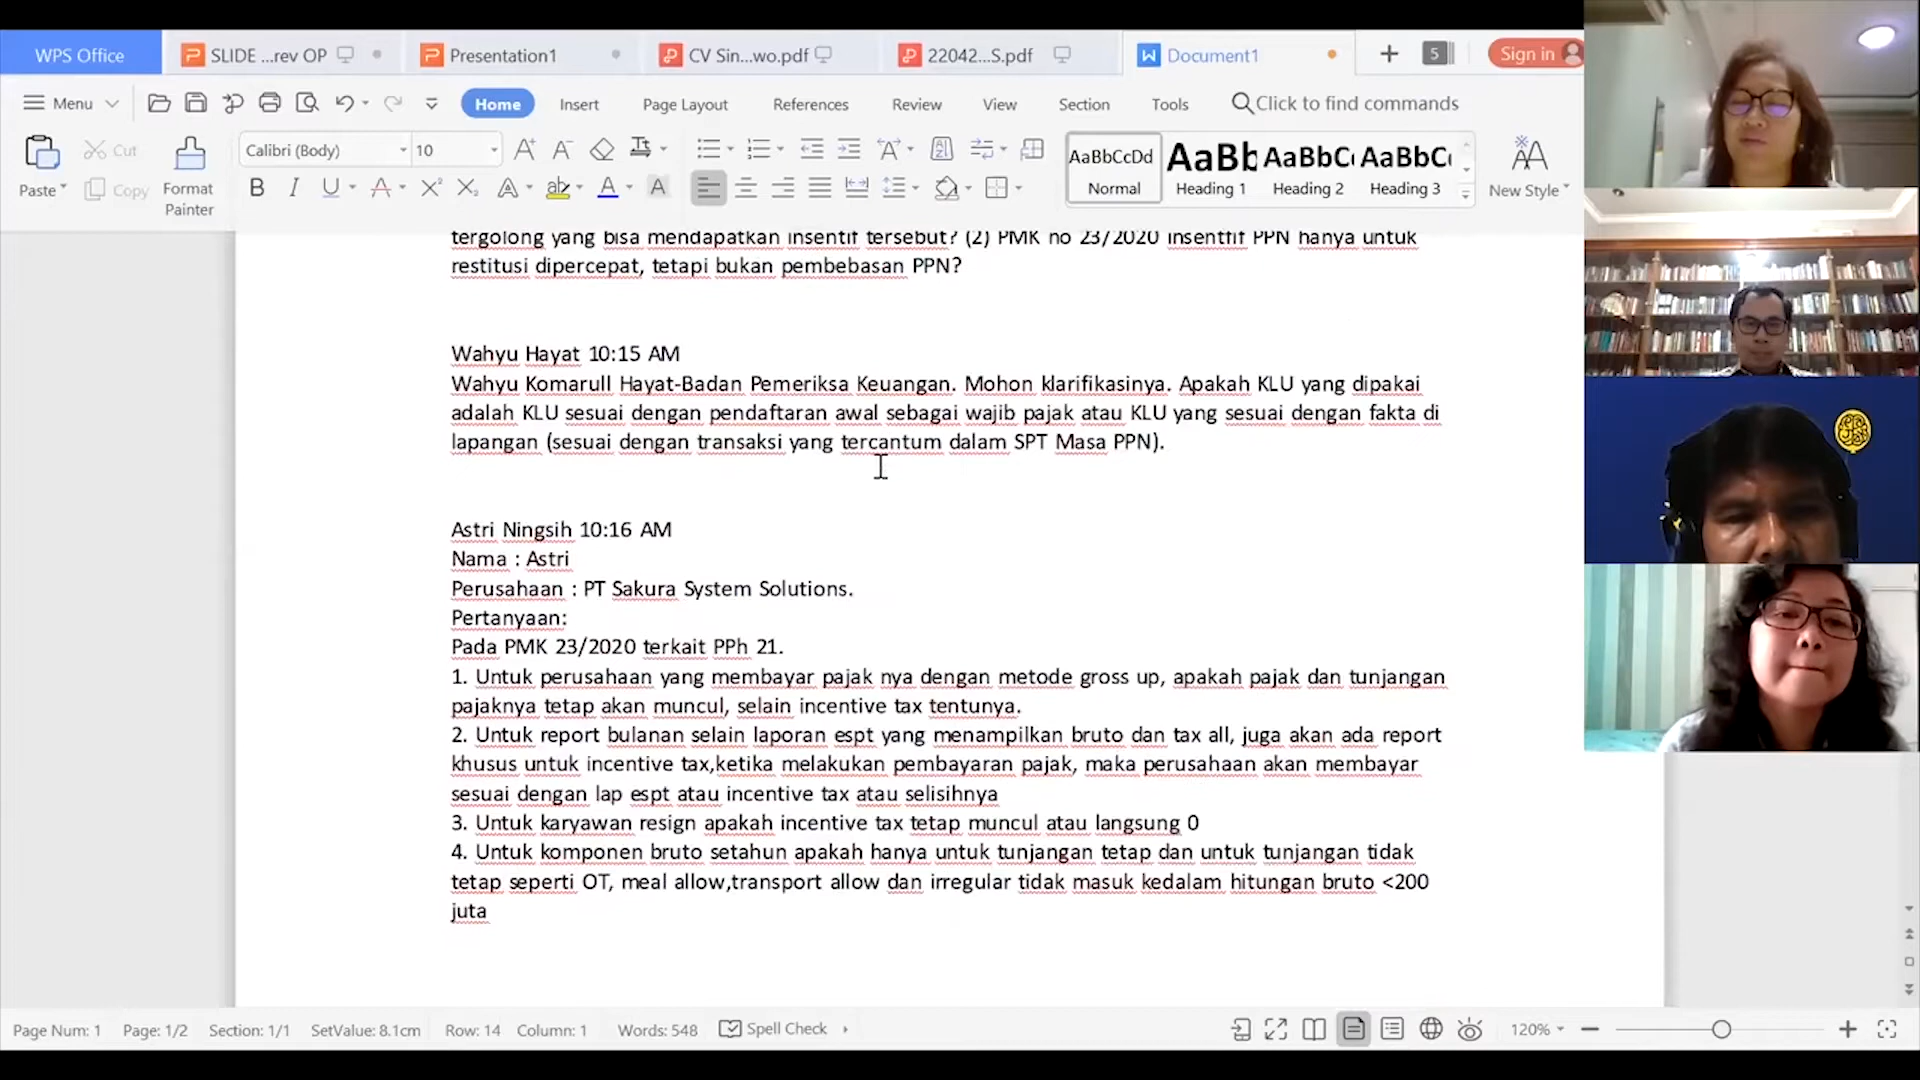 WPS Office
SLIDE ...rev OP
Presentation1
CV Sin...wo.pdf
22042...S.pdf
Document1
5
Sign in
Menu
Home
Insert
Page Layout
References
Review
View
Section
Tools
Click to find commands
Paste
Cut
Copy
Format
Painter
Calibri (Body)
10
AaBbCcDd
Normal
AaBb
Heading 1
AaBbC
Heading 2
AaBbC
Heading 3
New Style
tergolong yang bisa mendapatkan insentif tersebut? (2) PMK no 23/2020 insentfif PPN hanya untuk
restitusi dipercepat, tetapi bukan pembebasan PPN?
Wahyu Hayat 10:15 AM
Wahyu Komarull Hayat-Badan Pemeriksa Keuangan. Mohon klarifikasinya. Apakah KLU yang dipakai
adalah KLU sesuai dengan pendaftaran awal sebagai wajib pajak atau KLU yang sesuai dengan fakta di
lapangan (sesuai dengan transaksi yang tercantum dalam SPT Masa PPN).
Astri Ningsih 10:16 AM
Nama : Astri
Perusahaan : PT Sakura System Solutions.
Pertanyaan:
Pada PMK 23/2020 terkait PPh 21.
1. Untuk perusahaan yang membayar pajak nya dengan metode gross up, apakah pajak dan tunjangan
pajaknya tetap akan muncul, selain incentive tax tentunya.
2. Untuk report bulanan selain laporan espt yang menampilkan bruto dan tax all, juga akan ada report
khusus untuk incentive tax,ketika melakukan pembayaran pajak, maka perusahaan akan membayar
sesuai dengan lap espt atau incentive tax atau selisihnya
3. Untuk karyawan resign apakah incentive tax tetap muncul atau langsung 0
4. Untuk komponen bruto setahun apakah hanya untuk tunjangan tetap dan untuk tunjangan tidak
tetap seperti OT, meal allow,transport allow dan irregular tidak masuk kedalam hitungan bruto <200
juta
Page Num: 1
Page: 1/2
Section: 1/1
SetValue: 8.1cm
Row: 14
Column: 1
Words: 548
Spell Check
120%